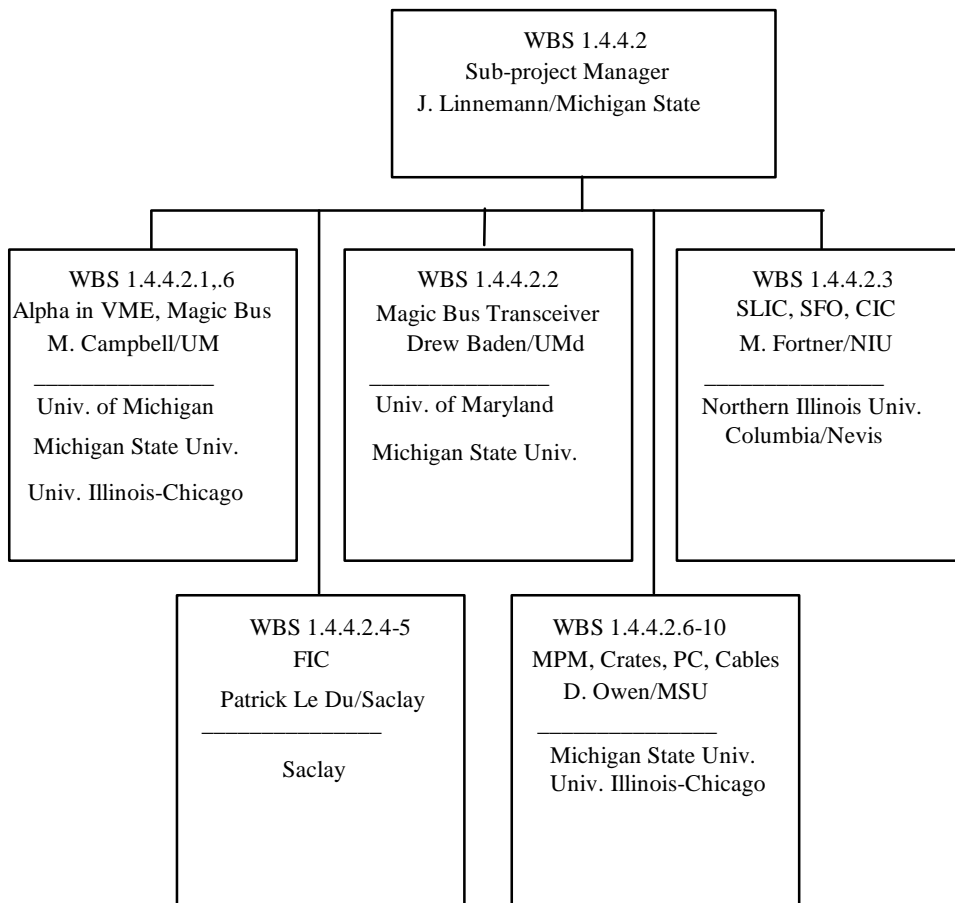 WBS 1.4.4.2
Sub-project Manager
J. Linnemann/Michigan State
WBS 1.4.4.2.1,.6
Alpha in VME, Magic Bus
M. Campbell/UM
_______________
Univ. of Michigan
Michigan State Univ.
Univ. Illinois-Chicago
WBS 1.4.4.2.2
Magic Bus Transceiver
Drew Baden/UMd
_______________
Univ. of Maryland
Michigan State Univ.
WBS 1.4.4.2.3
SLIC, SFO, CIC
M. Fortner/NIU
_______________
Northern Illinois Univ.
Columbia/Nevis
WBS 1.4.4.2.4-5
FIC
Patrick Le Du/Saclay
_______________
Saclay
WBS 1.4.4.2.6-10
MPM, Crates, PC, Cables
D. Owen/MSU
_______________
Michigan State Univ.
Univ. Illinois-Chicago